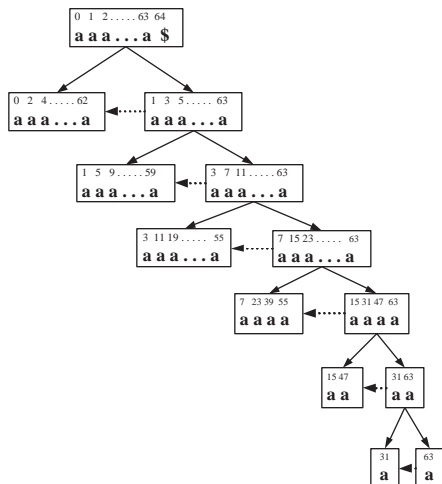 0 1 2.....63 64
a a a...a $
0 2 4.....62
a a a...a
1 3 5.....63
a a a...a
1 5 9....59
a a a...a
3 7 11.....63
a a a...a
3 11 19..... 55
a a a...a
7 15 23..... 63
a a a...a
7 23 39 55
a a a a
15 31 47 63
a a a a
15 47
a a
31 63
a a
31
a
63
a